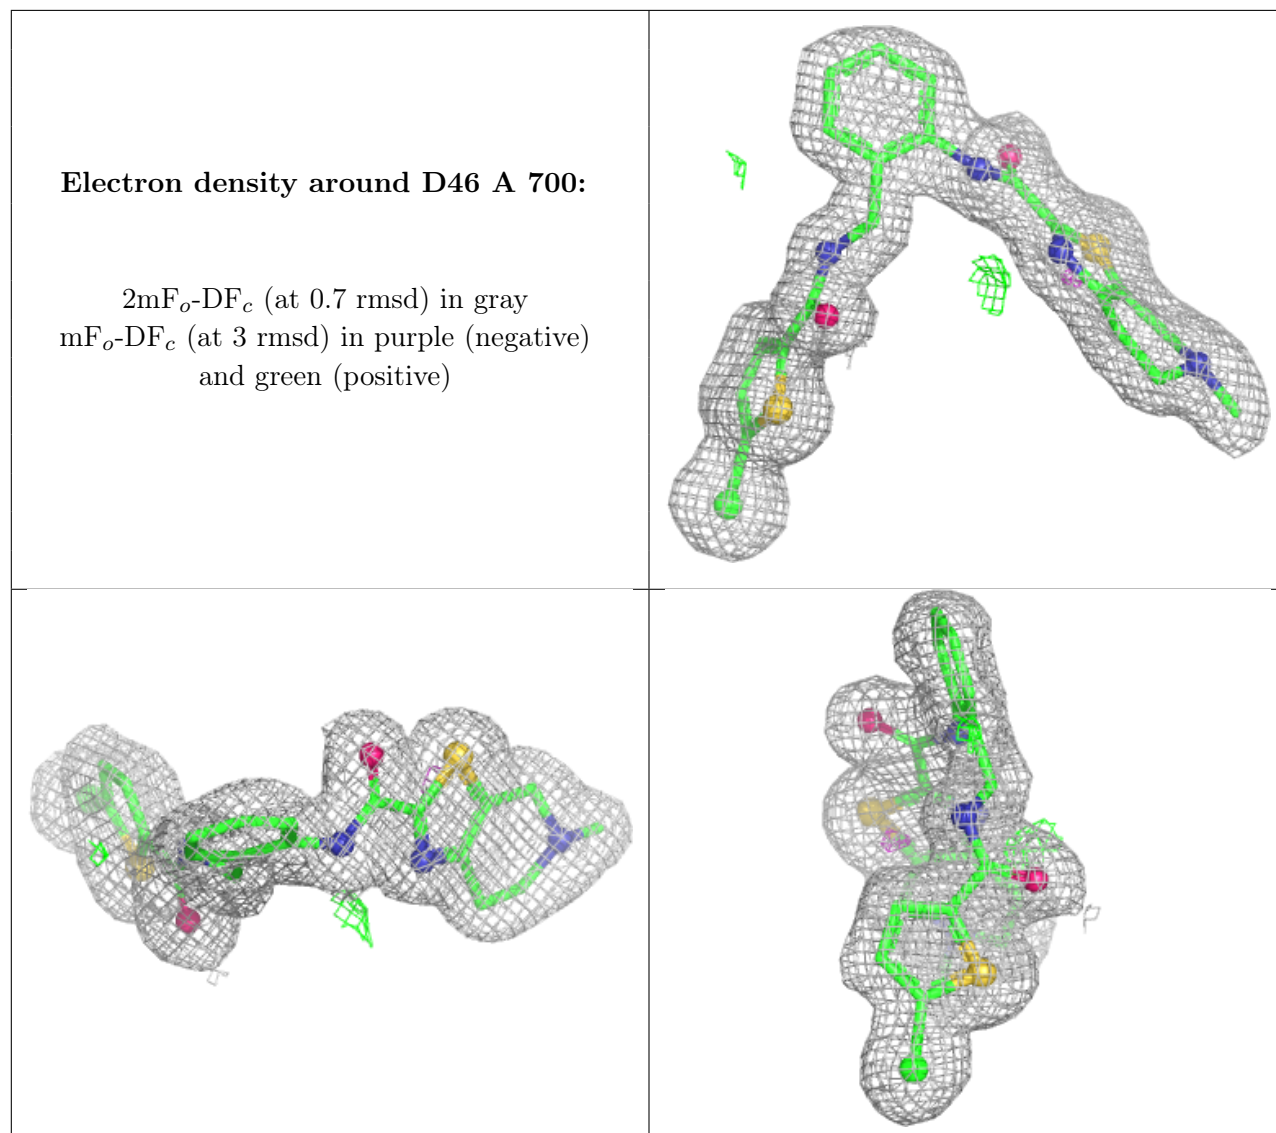 Electron density around D46 A 700:
2mFo-DFc (at 0.7 rmsd) in gray
mFo-DFc (at 3 rmsd) in purple (negative)
and green (positive)